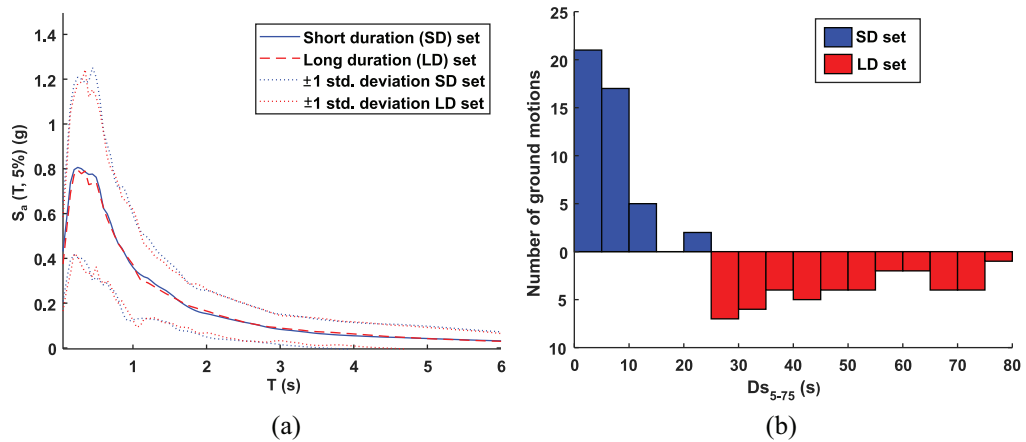 (a)
1.4
1.2
1
0.8
0.6
0.4
0.2
0
Sa (T, 5%) (g)
1 2 3 4 5 6
T (s)
Short duration (SD) set
Long duration (LD) set
±1 std. deviation SD set
±1 std. deviation LD set
(a)
(b)
25
20
15
10
5
0
5
10
Number of ground motions
0 10 20 30 40 50 60 70 80
Ds5-75 (s)
SD set
LD set
(b)